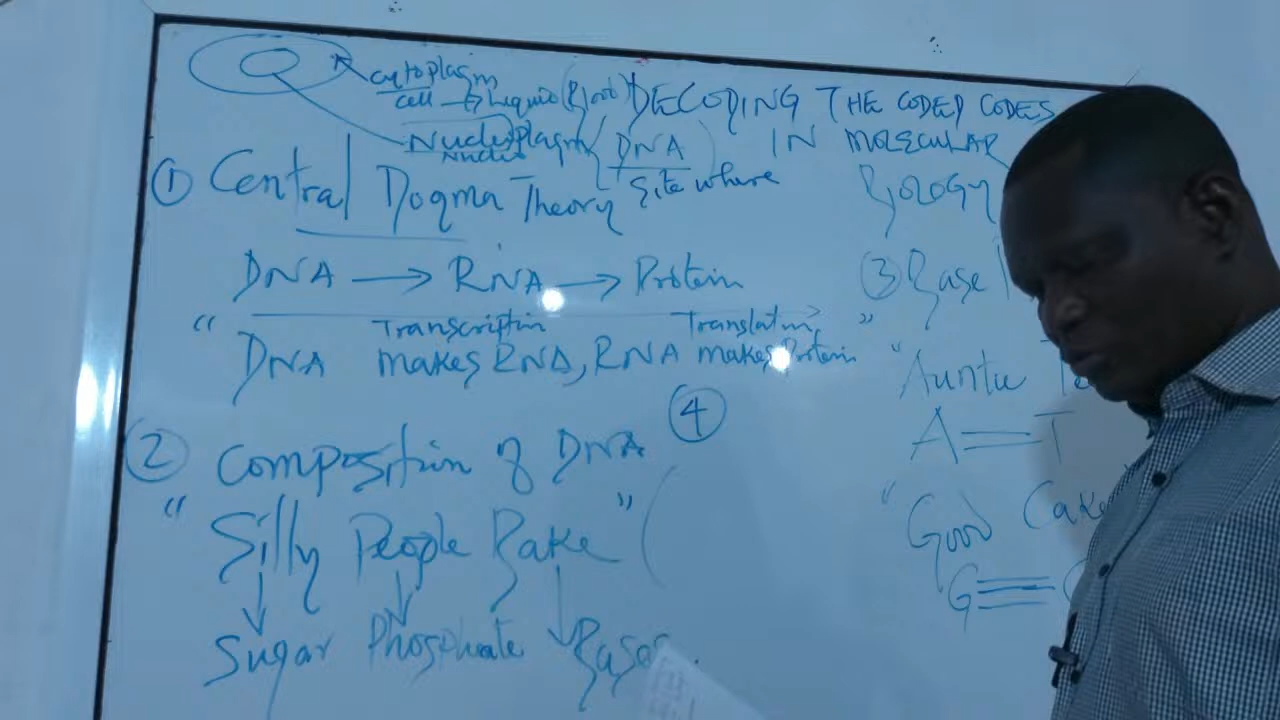 cytoplasm
cell → Liquid
DECODING THE CODED CODES
IN MOLECULAR
Biology
Nucleoplasm
Nucleus
DNA
Site where
① Central Dogma Theory
DNA → RNA → Protein
Transcription Translation
"DNA makes RNA, RNA makes Protein"
② Composition of DNA
"Silly People Bake" (
Sugar Phosphate Bases
③ Base
"Auntie
A = T
"Good Cake
G ≡
④